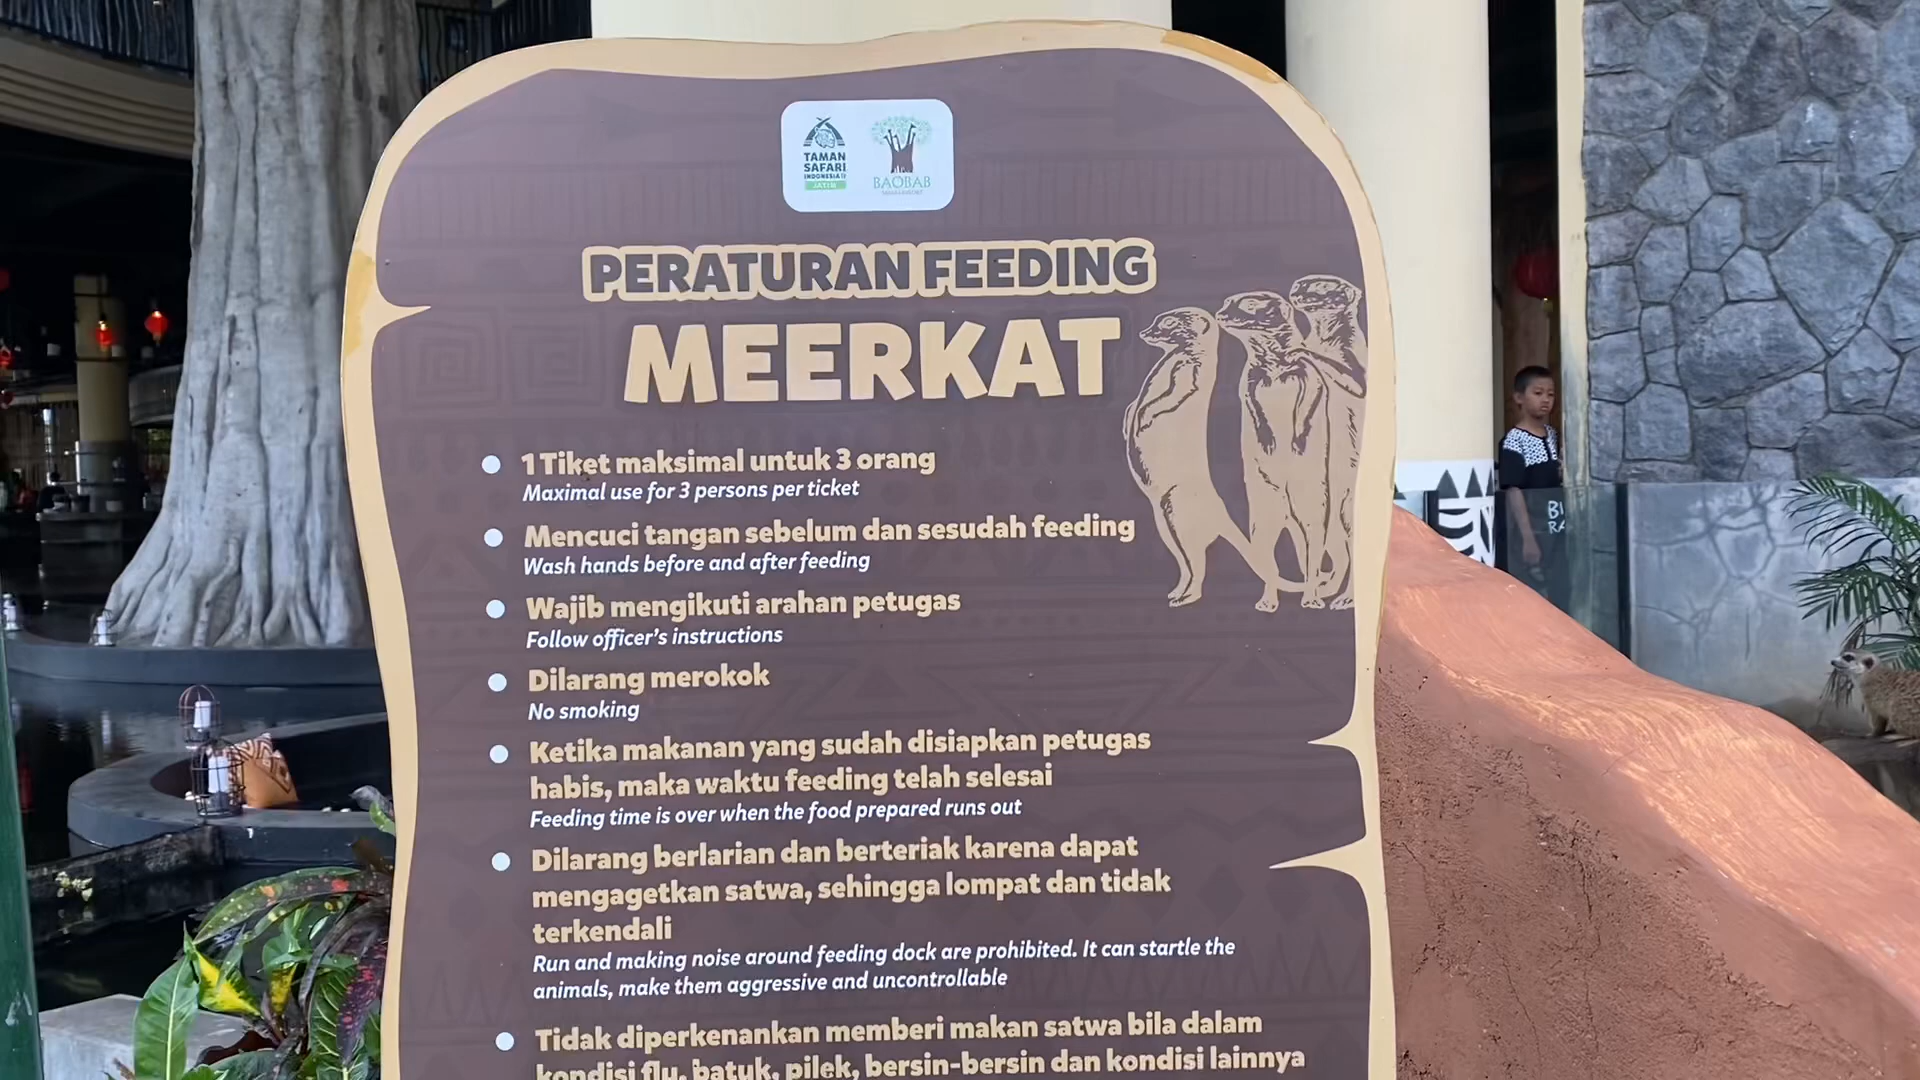 TAMAN
SAFARI
INDONESIA
JATIM
BAOBAB
PERATURAN FEEDING
MEERKAT
1 Tiket maksimal untuk 3 orang
Maximal use for 3 persons per ticket
Mencuci tangan sebelum dan sesudah feeding
Wash hands before and after feeding
Wajib mengikuti arahan petugas
Follow officer's instructions
Dilarang merokok
No smoking
Ketika makanan yang sudah disiapkan petugas
habis, maka waktu feeding telah selesai
Feeding time is over when the food prepared runs out
Dilarang berlarian dan berteriak karena dapat
mengagetkan satwa, sehingga lompat dan tidak
terkendali
Run and making noise around feeding dock are prohibited. It can startle the
animals, make them aggressive and uncontrollable
Tidak diperkenankan memberi makan satwa bila dalam
kondisi flu, batuk, pilek, bersin-bersin dan kondisi lainnya